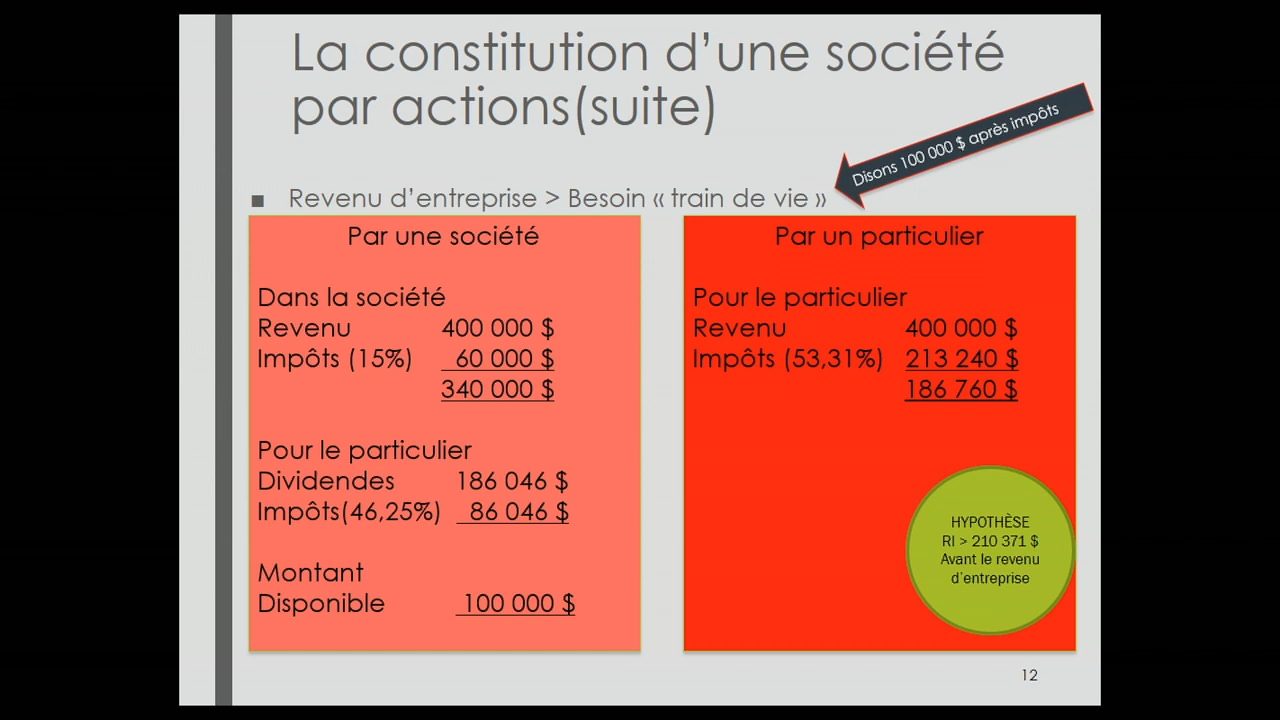 La constitution d'une société
par actions(suite)
Disons 100 000 $ après impôts
■ Revenu d'entreprise > Besoin « train de vie »
Par une société
Dans la société
Revenu 400 000 $
Impôts (15%) 60 000 $
340 000 $
Pour le particulier
Dividendes 186 046 $
Impôts(46,25%) 86 046 $
Montant
Disponible 100 000 $
Par un particulier
Pour le particulier
Revenu 400 000 $
Impôts (53,31%) 213 240 $
186 760 $
HYPOTHÈSE
RI > 210 371 $
Avant le revenu
d'entreprise
12